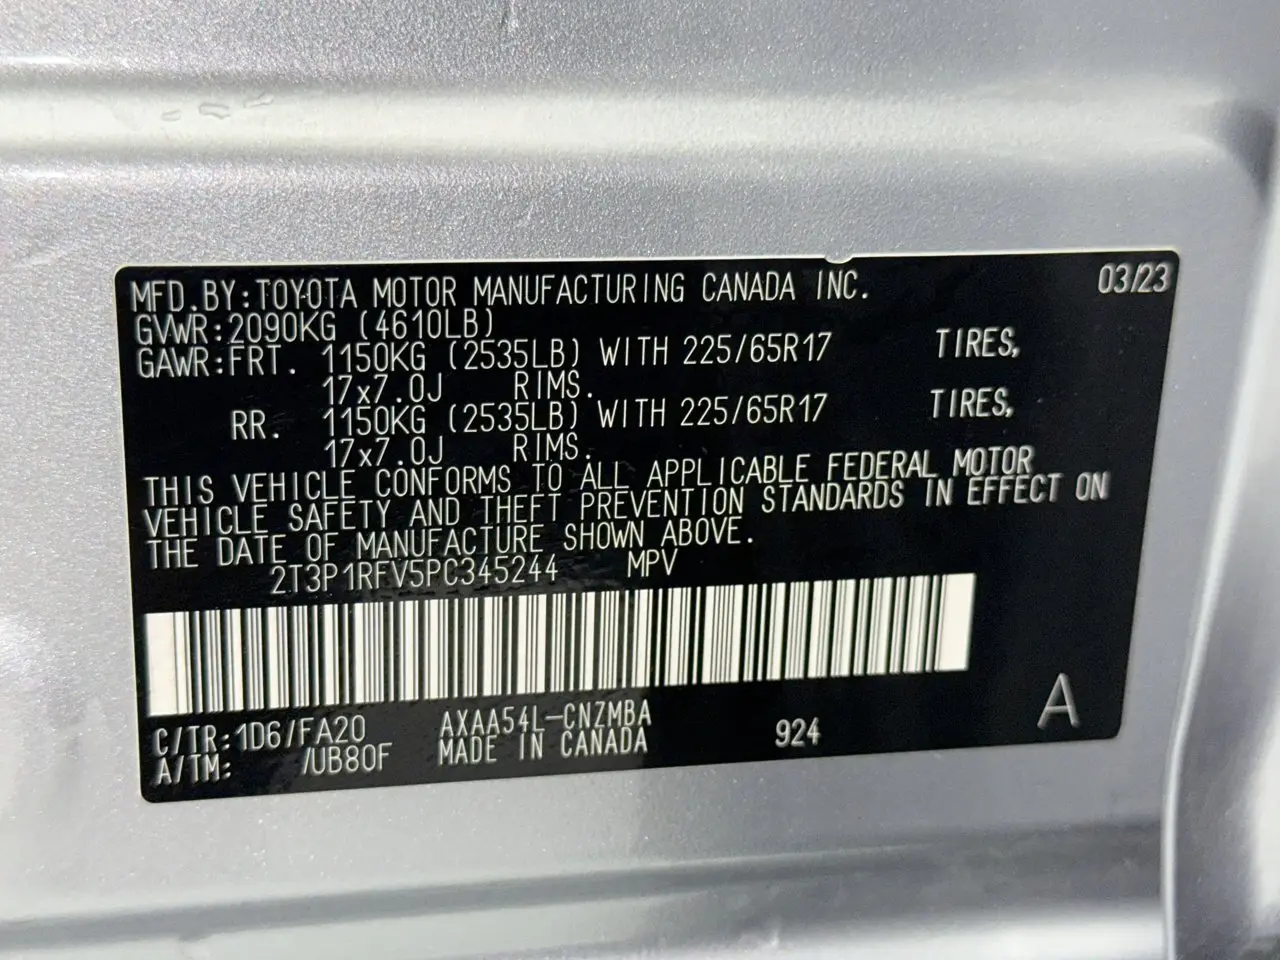 MFD.BY:TOYOTA MOTOR MANUFACTURING CANADA INC. 03/23
GVWR:2090KG (4610LB)
GAWR:FRT. 1150KG (2535LB) WITH 225/65R17 TIRES,
17x7.0J RIMS.
RR. 1150KG (2535LB) WITH 225/65R17 TIRES,
17x7.0J RIMS.
THIS VEHICLE CONFORMS TO ALL APPLICABLE FEDERAL MOTOR
VEHICLE SAFETY AND THEFT PREVENTION STANDARDS IN EFFECT ON
THE DATE OF MANUFACTURE SHOWN ABOVE.
2T3P1RFV5PC345244 MPV
C/TR:1D6/FA20 AXAA54L-CNZMBA 924 A
A/TM: /UB80F MADE IN CANADA